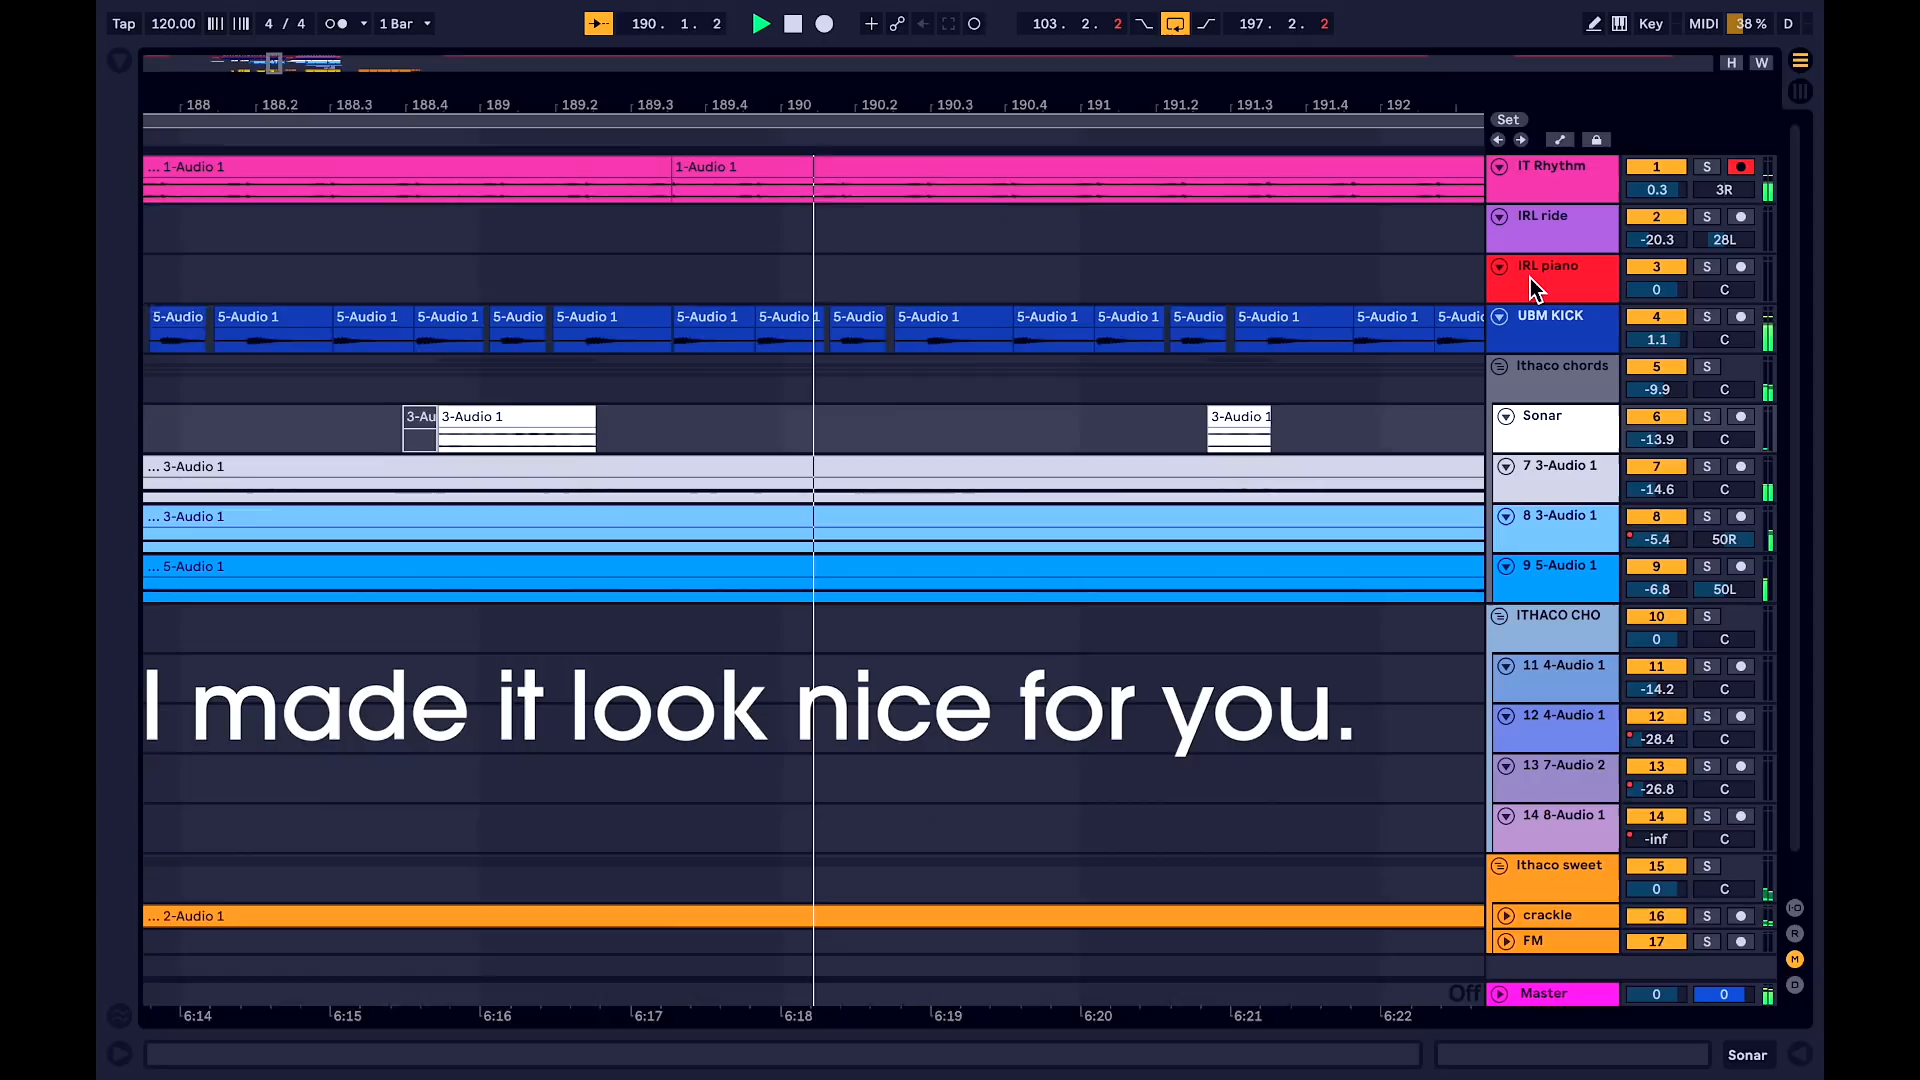 Tap 120.00 4 / 4 1 Bar 190. 1. 2 103. 2. 2 197. 2. 2 Key MIDI 38 % D
H W
188 188.2 188.3 188.4 189 189.2 189.3 189.4 190 190.2 190.3 190.4 191 191.2 191.3 191.4 192
Set
... 1-Audio 1 1-Audio 1 IT Rhythm 1 S
0.3 3R
IRL ride 2 S
-20.3 28L
IRL piano 3 S
0 C
5-Audio 5-Audio 1 5-Audio 1 5-Audio 1 5-Audio 5-Audio 1 5-Audio 1 5-Audio 1 5-Audio 5-Audio 1 5-Audio 1 5-Audio 1 5-Audio 5-Audio 1 5-Audio 1 5-Audio UBM KICK 4 S
1.1 C
Ithaco chords 5 S
-9.9 C
3-Au 3-Audio 1 3-Audio 1 Sonar 6 S
-13.9 C
... 3-Audio 1 7 3-Audio 1 7 S
-14.6 C
... 3-Audio 1 8 3-Audio 1 8 S
-5.4 50R
... 5-Audio 1 9 5-Audio 1 9 S
-6.8 50L
ITHACO CHO 10 S
0 C
11 4-Audio 1 11 S
-14.2 C
I made it look nice for you.
12 4-Audio 1 12 S
-28.4 C
13 7-Audio 2 13 S
-26.8 C
14 8-Audio 1 14 S
-inf C
Ithaco sweet 15 S
0 C
... 2-Audio 1 crackle 16 S
FM 17 S
Off Master 0 0
I·O
R
M
D
6:14 6:15 6:16 6:17 6:18 6:19 6:20 6:21 6:22
Sonar